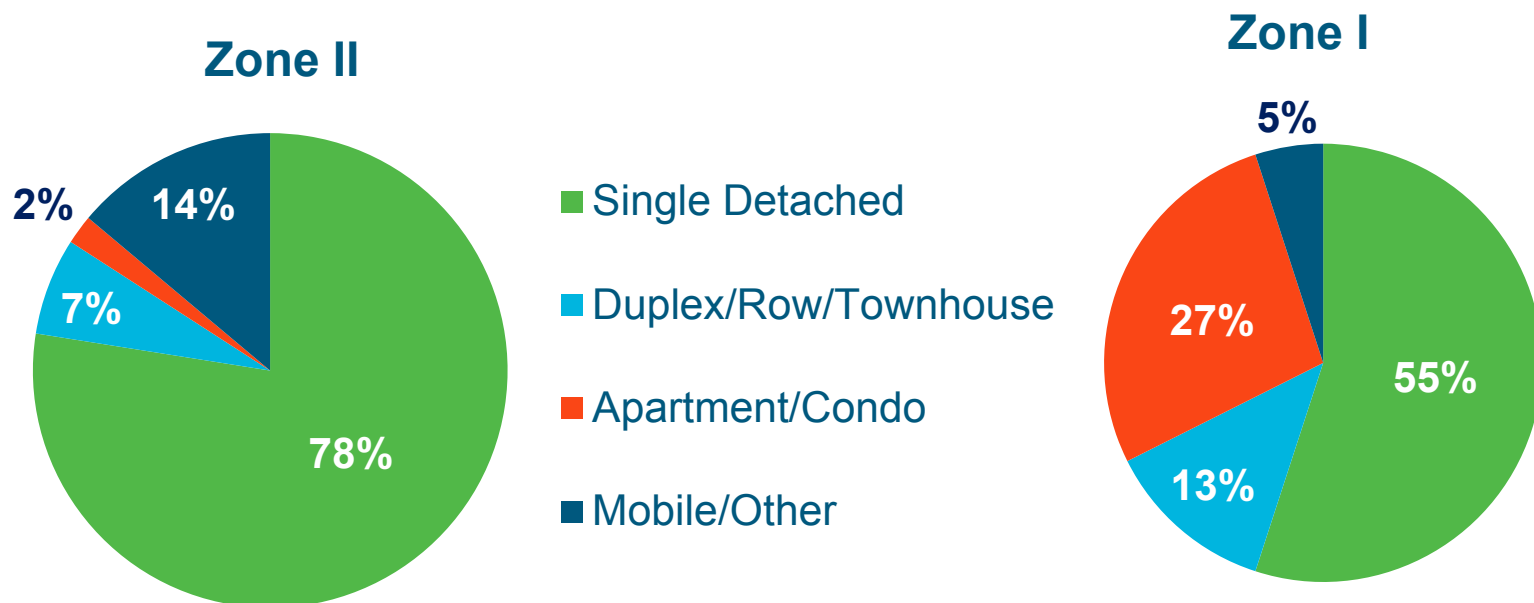 Zone II
2%
14%
7%
78%
Single Detached
Duplex/Row/Townhouse
Apartment/Condo
Mobile/Other
Zone I
5%
27%
55%
13%